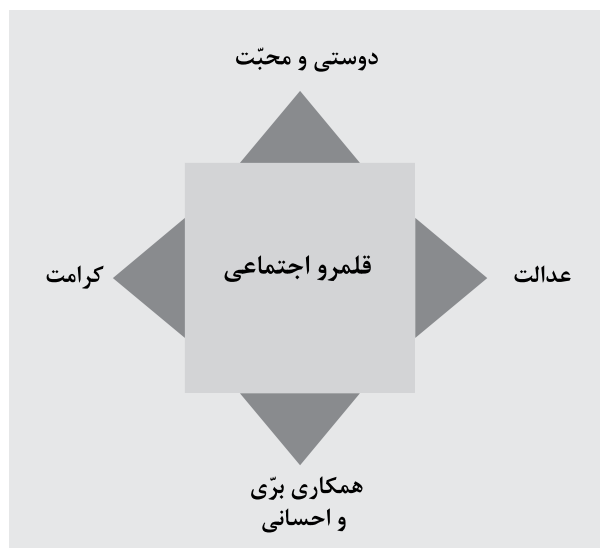 دوستی و محبّت
قلمرو اجتماعی
عدالت
کرامت
همکاری برّی
و احسانی